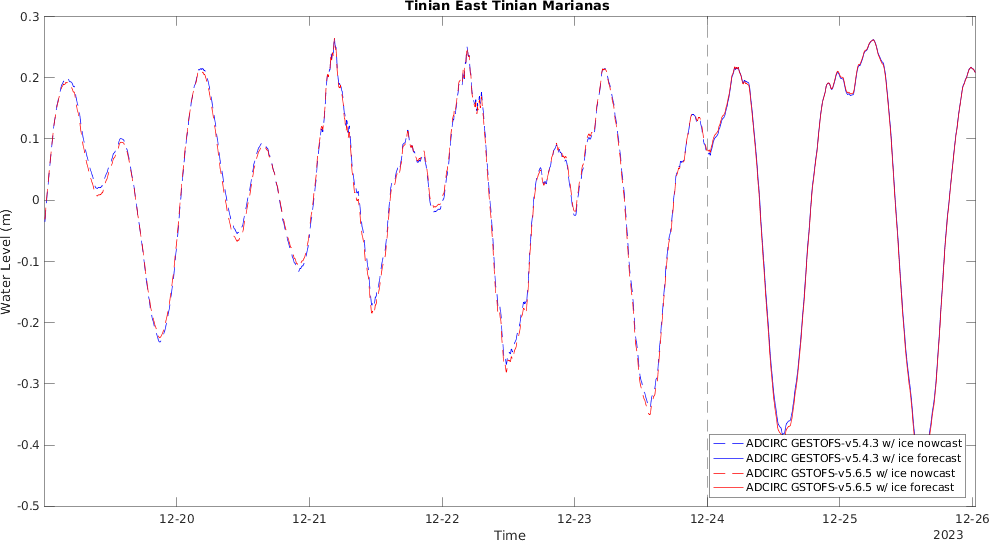 Tinian East Tinian Marianas
0.3
0.2
0.1
0
-0.1
-0.2
-0.3
-0.4
-0.5
Water Level (m)
ADCIRC GESTOFS-v5.4.3 w/ ice nowcast
ADCIRC GESTOFS-v5.4.3 w/ ice forecast
ADCIRC GSTOFS-v5.6.5 w/ ice nowcast
ADCIRC GSTOFS-v5.6.5 w/ ice forecast
12-20 12-21 12-22 12-23 12-24 12-25 12-26
Time
2023